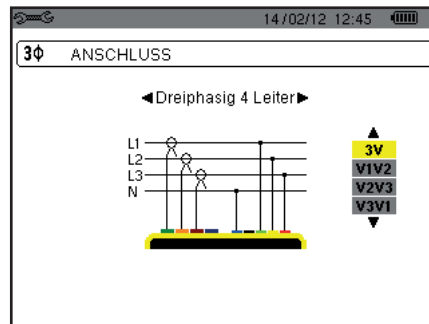 14/02/12 12:45
3Φ ANSCHLUSS
◄Dreiphasig 4 Leiter►
L1
L2
L3
N
3V
V1V2
V2V3
V3V1